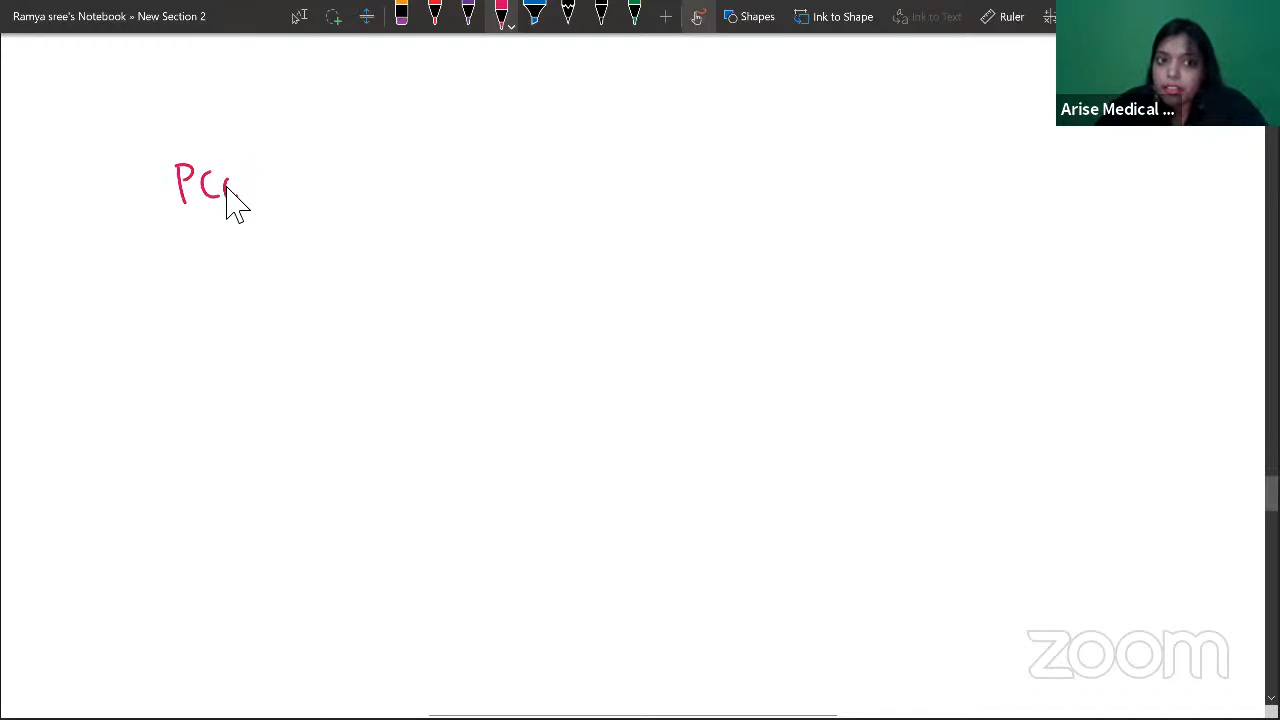 Ramya sree's Notebook » New Section 2
Shapes
Ink to Shape
Ink to Text
Ruler
Arise Medical ...
PC
zoom